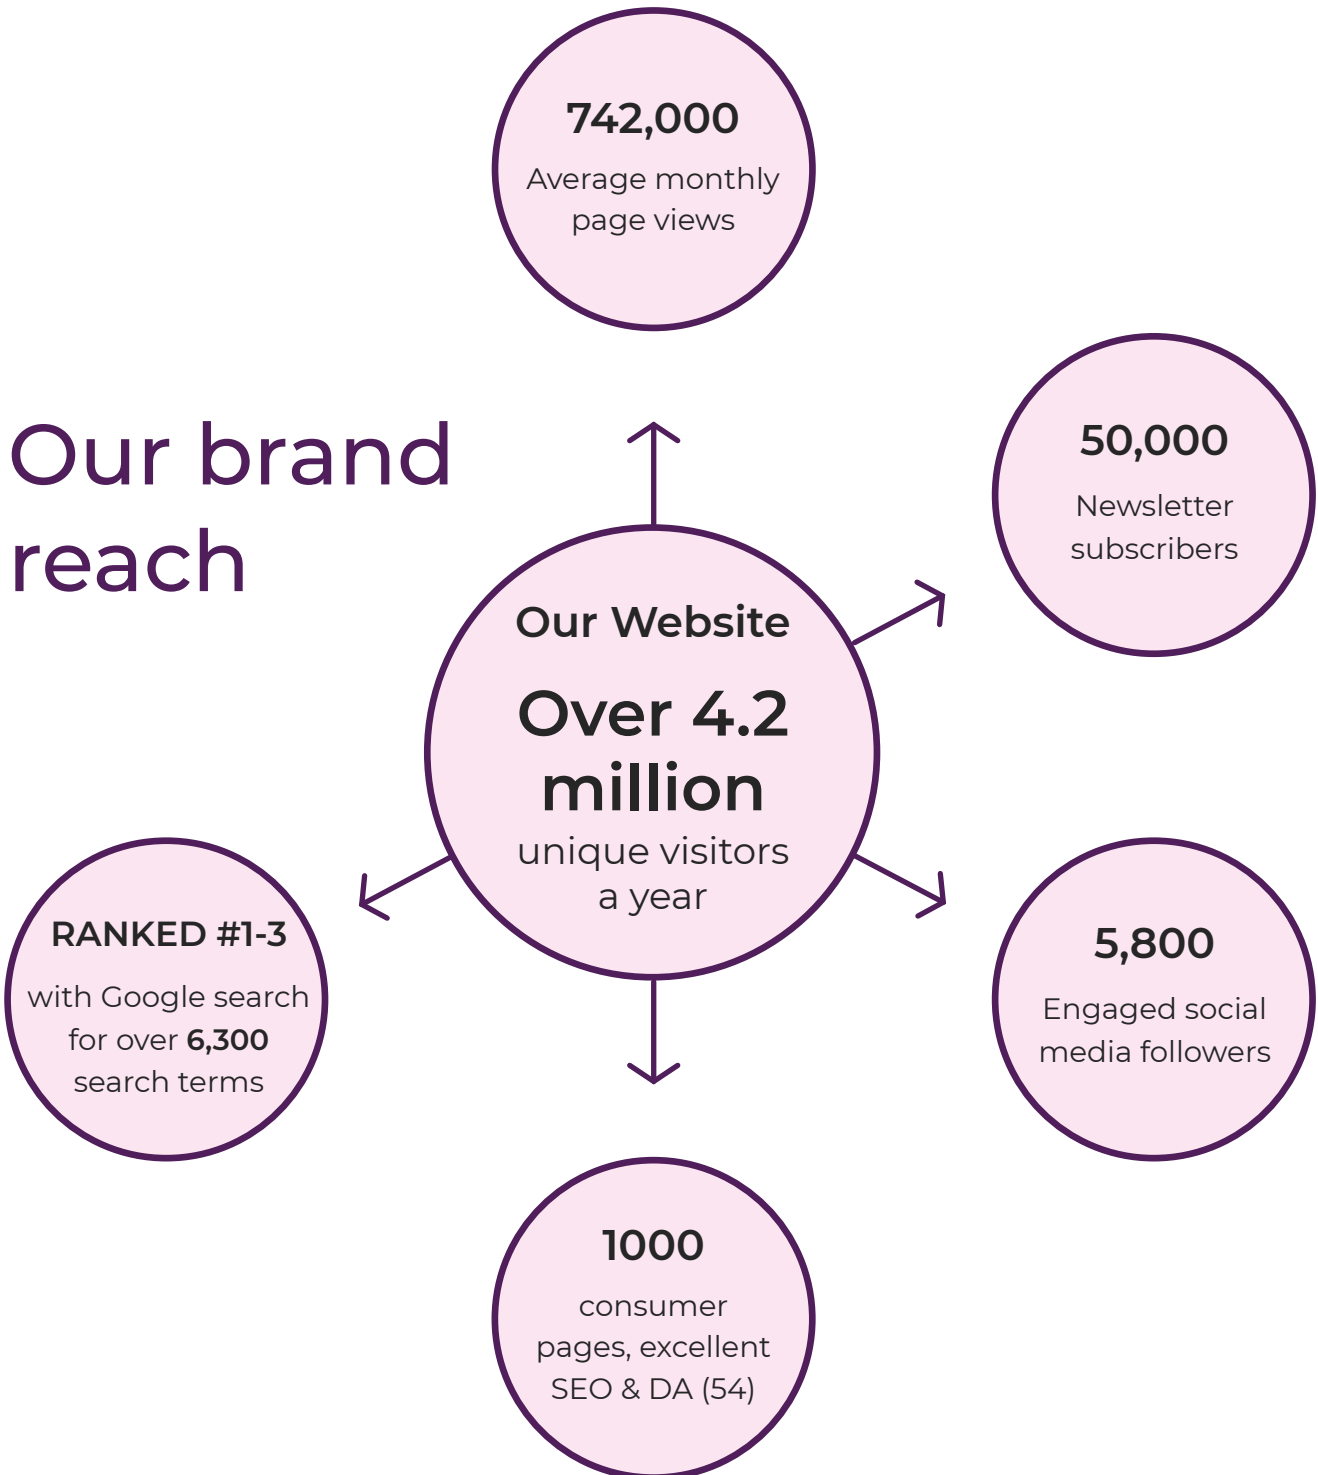 742,000
Average monthly
page views
Our brand
reach
50,000
Newsletter
subscribers
Our Website
Over 4.2
million
unique visitors
a year
RANKED #1-3
with Google search
for over 6,300
search terms
5,800
Engaged social
media followers
1000
consumer
pages, excellent
SEO & DA (54)